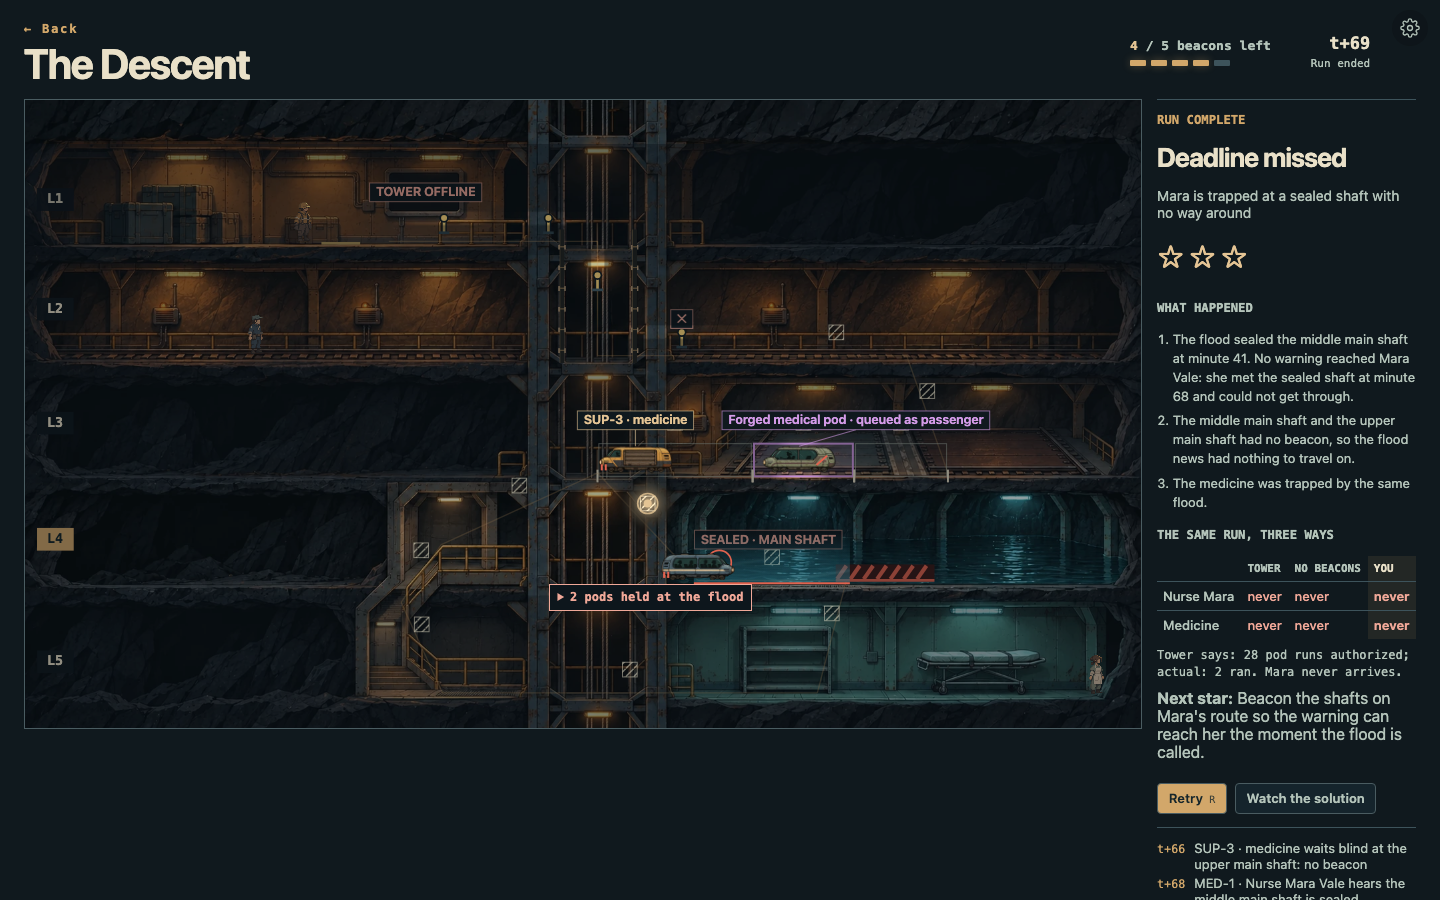 ← Back
The Descent
4 / 5 beacons left
t+69
Run ended
L1
TOWER OFFLINE
L2
L3
SUP-3 · medicine
Forged medical pod · queued as passenger
L4
SEALED · MAIN SHAFT
▶ 2 pods held at the flood
L5
RUN COMPLETE
Deadline missed
Mara is trapped at a sealed shaft with
no way around
WHAT HAPPENED
1. The flood sealed the middle main shaft
at minute 41. No warning reached Mara
Vale: she met the sealed shaft at minute
68 and could not get through.
2. The middle main shaft and the upper
main shaft had no beacon, so the flood
news had nothing to travel on.
3. The medicine was trapped by the same
flood.
THE SAME RUN, THREE WAYS
TOWER NO BEACONS YOU
Nurse Mara never never never
Medicine never never never
Tower says: 28 pod runs authorized;
actual: 2 ran. Mara never arrives.
Next star: Beacon the shafts on
Mara's route so the warning can
reach her the moment the flood is
called.
Retry R
Watch the solution
t+66 SUP-3 · medicine waits blind at the
upper main shaft: no beacon
t+68 MED-1 · Nurse Mara Vale hears the
middle main shaft is sealed